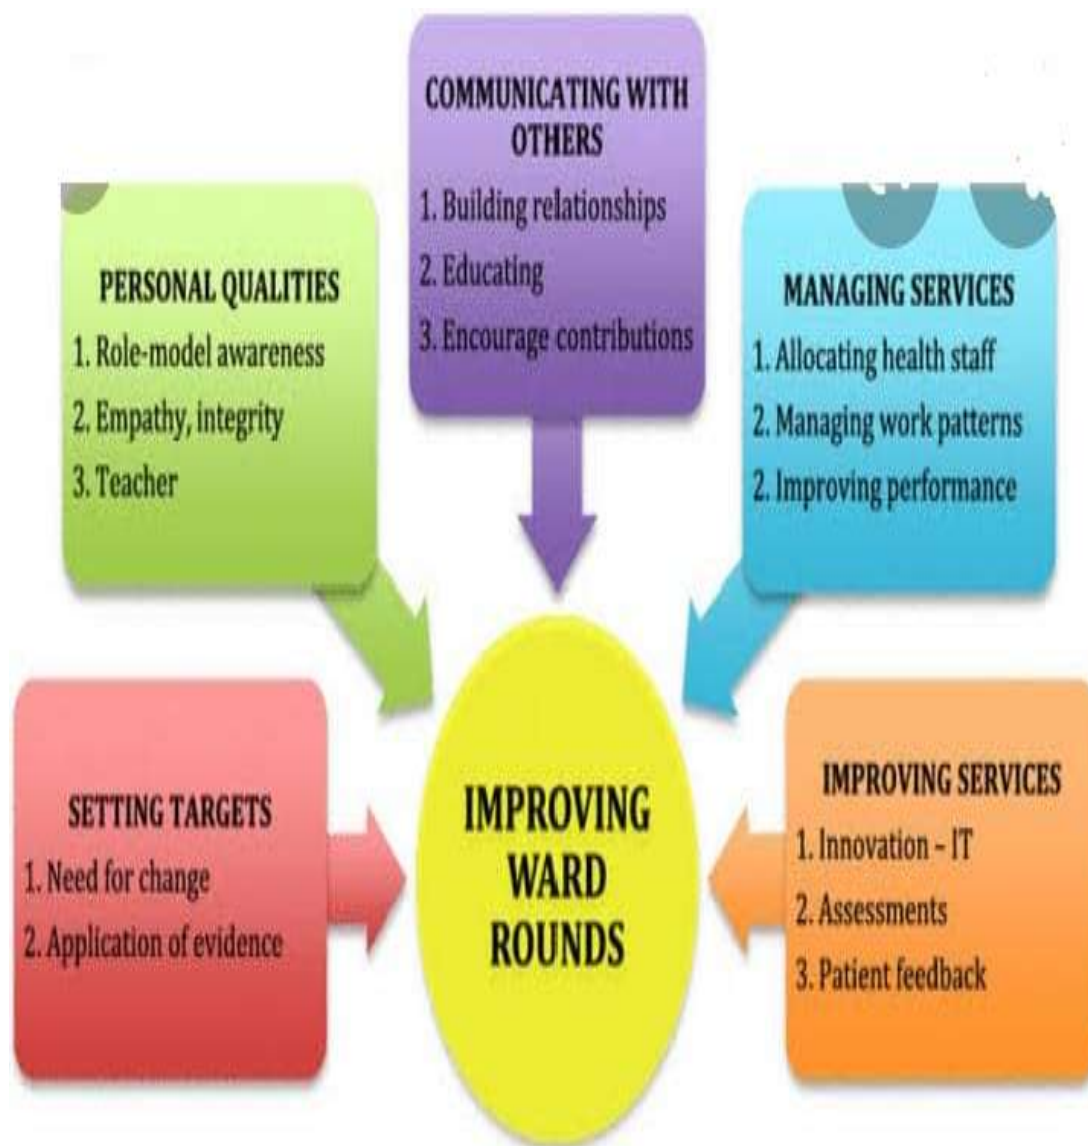 COMMUNICATING WITH
OTHERS
1. Building relationships
2. Educating
3. Encourage contributions
PERSONAL QUALITIES
1. Role-model awareness
2. Empathy, integrity
3. Teacher
MANAGING SERVICES
1. Allocating health staff
2. Managing work patterns
2. Improving performance
SETTING TARGETS
1. Need for change
2. Application of evidence
IMPROVING
WARD
ROUNDS
IMPROVING SERVICES
1. Innovation – IT
2. Assessments
3. Patient feedback